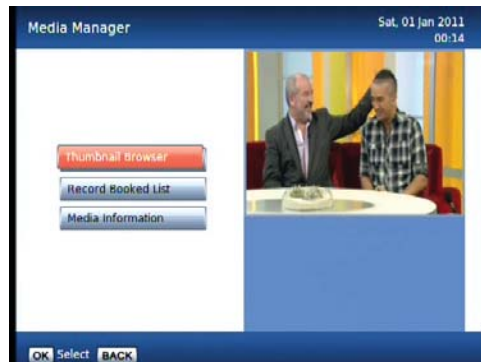 Media Manager
Sat, 01 Jan 2011
00:14
Thumbnail Browser
Record Booked List
Media Information
OK Select BACK